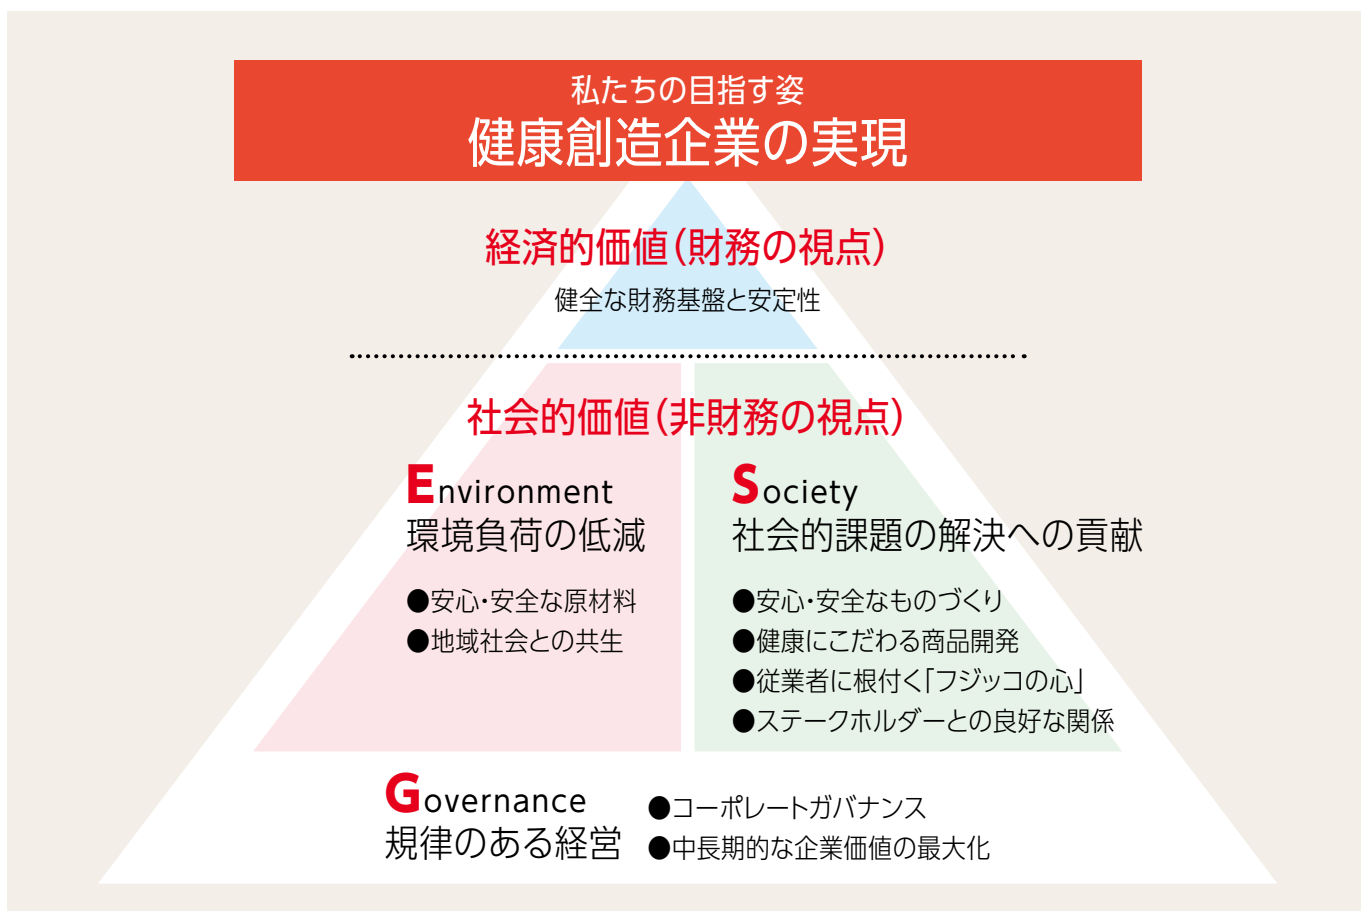 私たちの目指す姿
健康創造企業の実現
経済的価値(財務の視点)
健全な財務基盤と安定性
社会的価値(非財務の視点)
Environment
環境負荷の低減
●安心・安全な原材料
●地域社会との共生
Society
社会的課題の解決への貢献
●安心・安全なものづくり
●健康にこだわる商品開発
●従業者に根付く「フジッコの心」
●ステークホルダーとの良好な関係
Governance
規律のある経営
●コーポレートガバナンス
●中長期的な企業価値の最大化